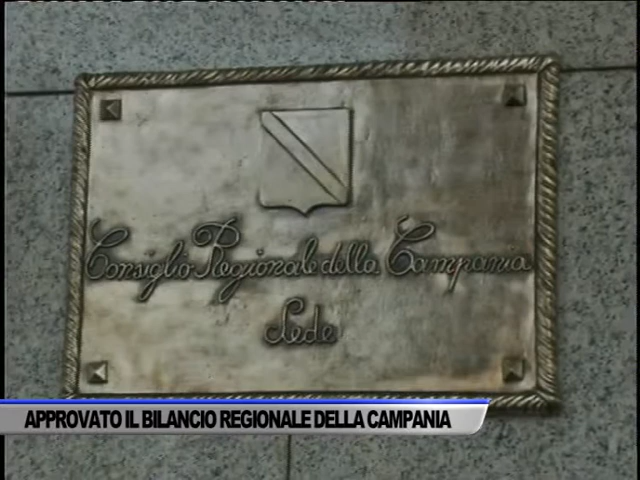 Consiglio Regionale della Campania
Sede
APPROVATO IL BILANCIO REGIONALE DELLA CAMPANIA